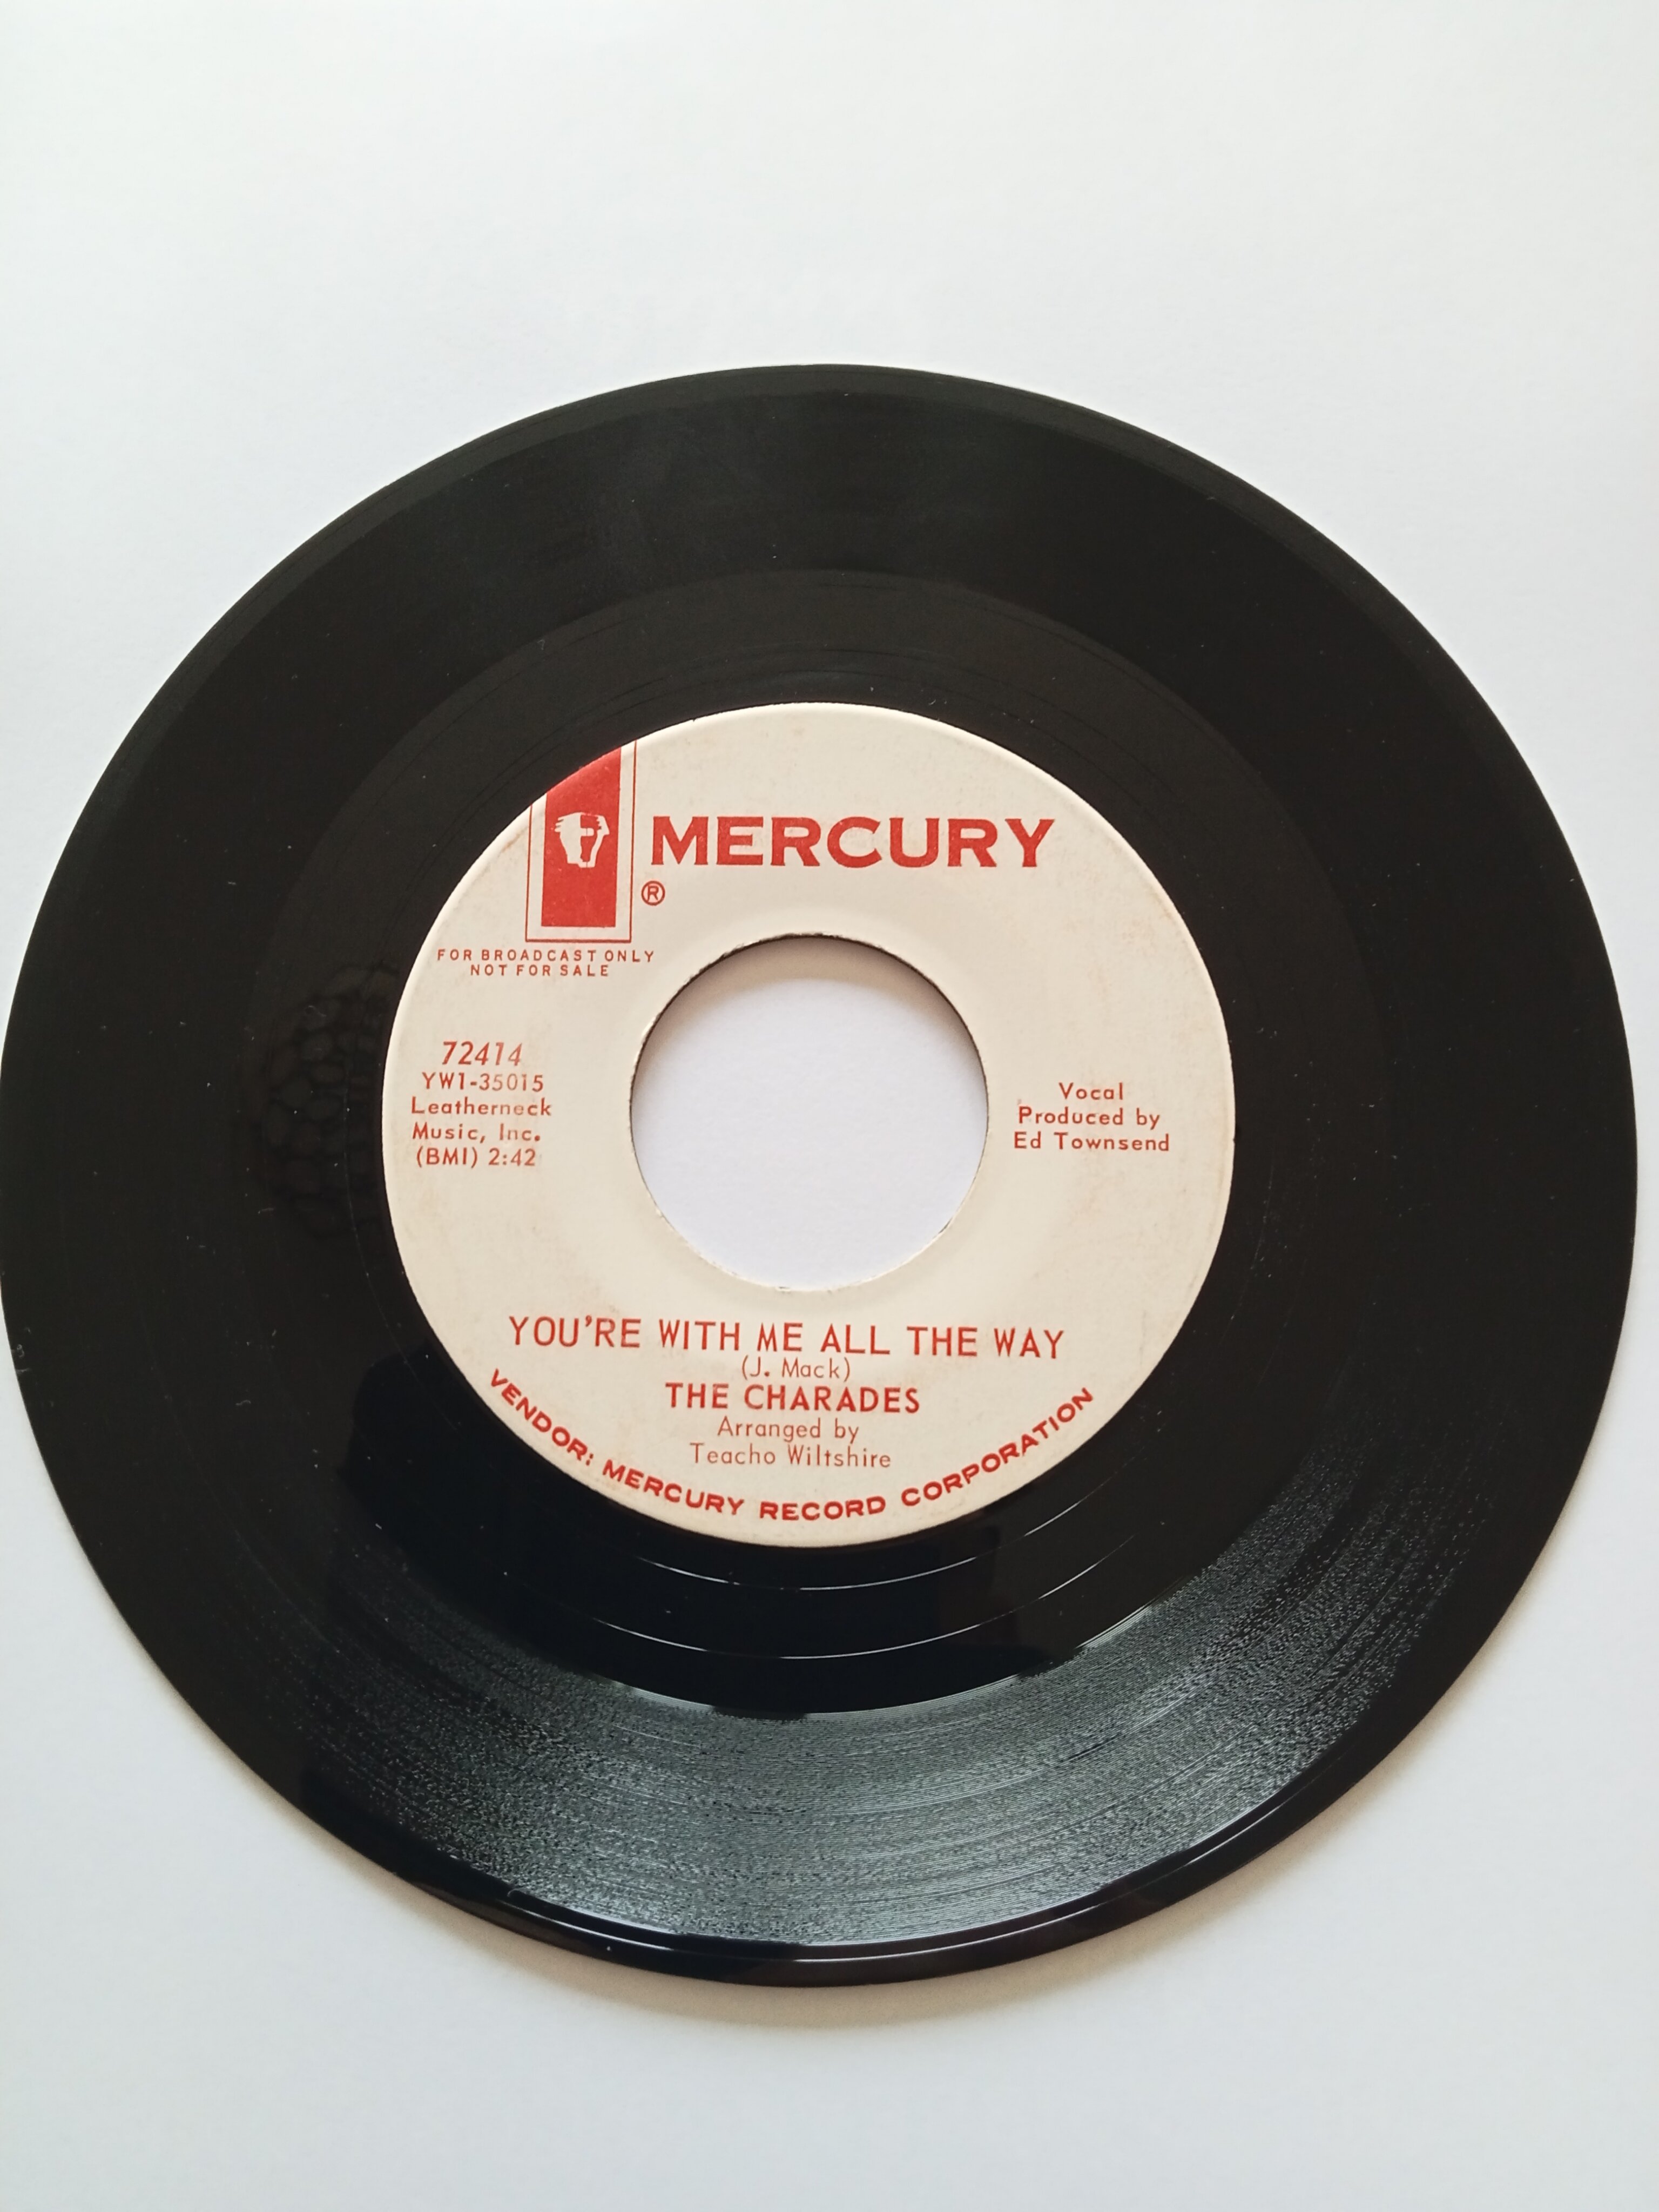 MERCURY
®
FOR BROADCAST ONLY
NOT FOR SALE
72414
YW1-35015
Leatherneck
Music, Inc.
(BMI) 2:42
Vocal
Produced by
Ed Townsend
YOU'RE WITH ME ALL THE WAY
(J. Mack)
THE CHARADES
Arranged by
Teacho Wiltshire
VENDOR: MERCURY RECORD CORPORATION